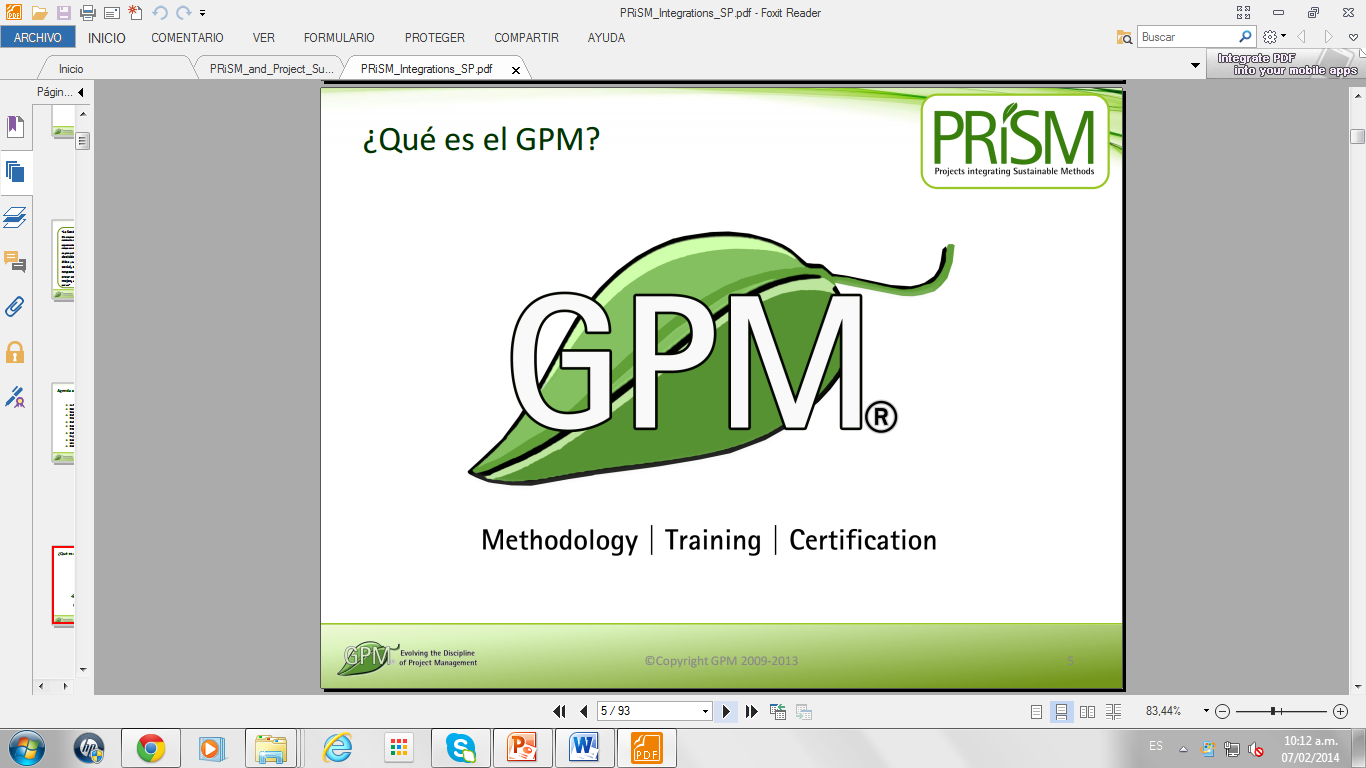 PRiSM_Integrations_SP.pdf - Foxit Reader
ARCHIVO INICIO COMENTARIO VER FORMULARIO PROTEGER COMPARTIR AYUDA
Buscar
Inicio PRiSM_and_Project_Su... PRiSM_Integrations_SP.pdf
Integrate PDF
into your mobile apps
Págin...
¿Qué es el GPM?
PRiSM
Projects integrating Sustainable Methods
GPM®
Methodology | Training | Certification
GPM
Evolving the Discipline
of Project Management
©Copyright GPM 2009-2013
5
5 / 93
83,44%
hp
PDF
ES
10:12 a.m.
07/02/2014